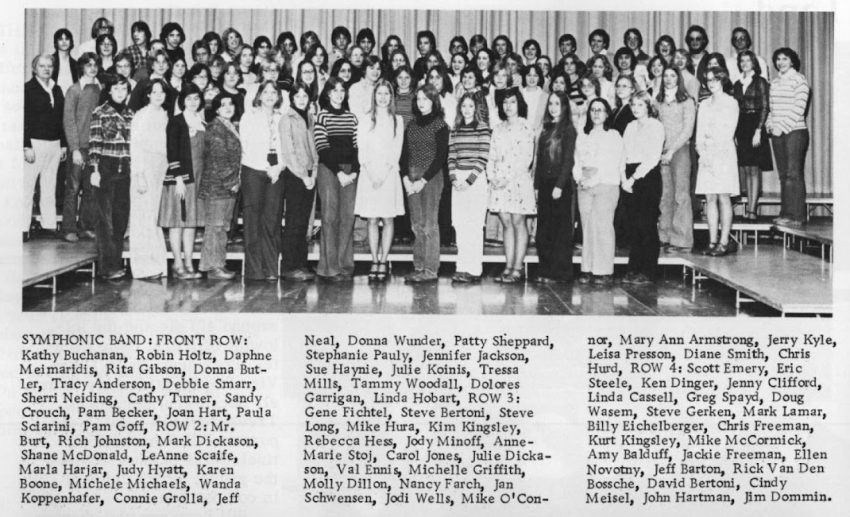 SYMPHONIC BAND: FRONT ROW:
Kathy Buchanan, Robin Holtz, Daphne
Meimaridis, Rita Gibson, Donna But-
ler, Tracy Anderson, Debbie Smarr,
Sherri Neiding, Cathy Turner, Sandy
Crouch, Pam Becker, Joan Hart, Paula
Sciarini, Pam Goff, ROW 2: Mr.
Burt, Rich Johnston, Mark Dickason,
Shane McDonald, LeAnne Scaife,
Marla Harjar, Judy Hyatt, Karen
Boone, Michele Michaels, Wanda
Koppenhafer, Connie Grolla, Jeff
Neal, Donna Wunder, Patty Sheppard,
Stephanie Pauly, Jennifer Jackson,
Sue Haynie, Julie Koinis, Tressa
Mills, Tammy Woodall, Dolores
Garrigan, Linda Hobart, ROW 3:
Gene Fichtel, Steve Bertoni, Steve
Long, Mike Hura, Kim Kingsley,
Rebecca Hess, Jody Minoff, Anne-
Marie Stoj, Carol Jones, Julie Dicka-
son, Val Ennis, Michelle Griffith,
Molly Dillon, Nancy Farch, Jan
Schwensen, Jodi Wells, Mike O'Con-
nor, Mary Ann Armstrong, Jerry Kyle,
Leisa Presson, Diane Smith, Chris
Hurd, ROW 4: Scott Emery, Eric
Steele, Ken Dinger, Jenny Clifford,
Linda Cassell, Greg Spayd, Doug
Wasem, Steve Gerken, Mark Lamar,
Billy Eichelberger, Chris Freeman,
Kurt Kingsley, Mike McCormick,
Amy Balduff, Jackie Freeman, Ellen
Novotny, Jeff Barton, Rick Van Den
Bossche, David Bertoni, Cindy
Meisel, John Hartman, Jim Dommin.